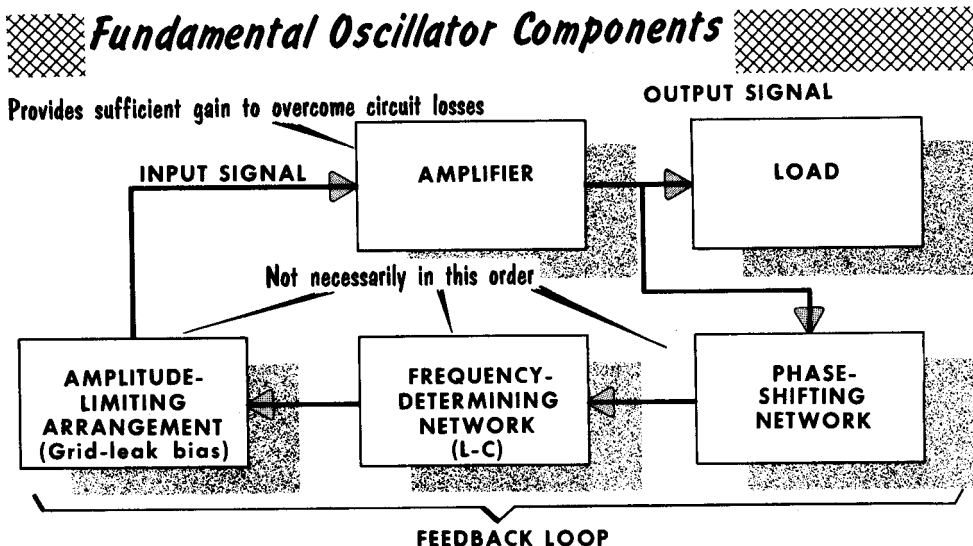 Fundamental Oscillator Components
Provides sufficient gain to overcome circuit losses
OUTPUT SIGNAL
INPUT SIGNAL
AMPLIFIER
LOAD
Not necessarily in this order
AMPLITUDE-
LIMITING
ARRANGEMENT
(Grid-leak bias)
FREQUENCY-
DETERMINING
NETWORK
(L-C)
PHASE-
SHIFTING
NETWORK
FEEDBACK LOOP